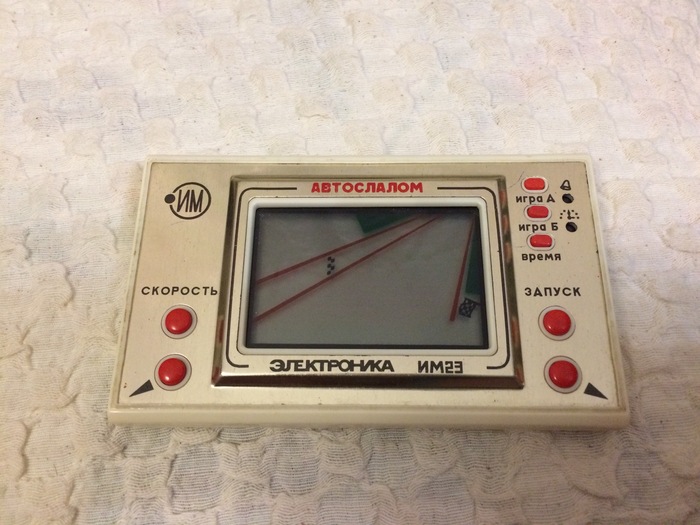 ИМ
АВТОСЛАЛОМ
игра А
игра Б
время
СКОРОСТЬ
ЗАПУСК
ЭЛЕКТРОНИКА ИМ23